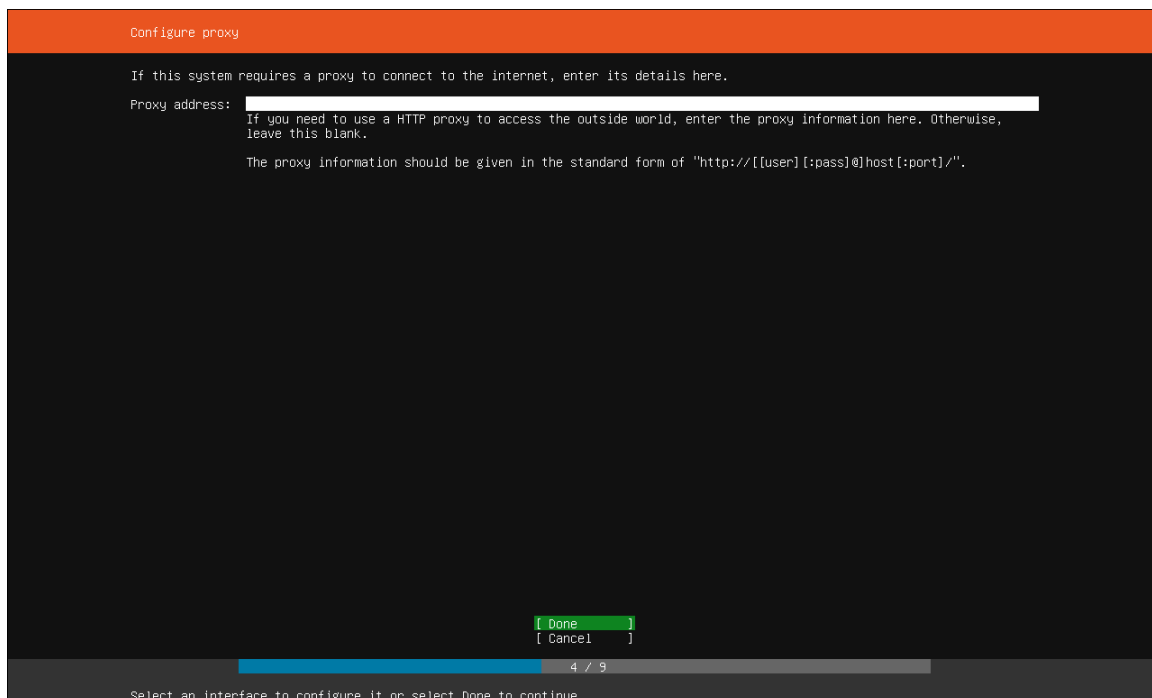 Configure proxy
If this system requires a proxy to connect to the internet, enter its details here.
Proxy address:
If you need to use a HTTP proxy to access the outside world, enter the proxy information here. Otherwise,
leave this blank.
The proxy information should be given in the standard form of "http://[[user][:pass]@]host[:port]/".
[ Done ]
[ Cancel ]
4 / 9
Select an interface to configure it or select Done to continue